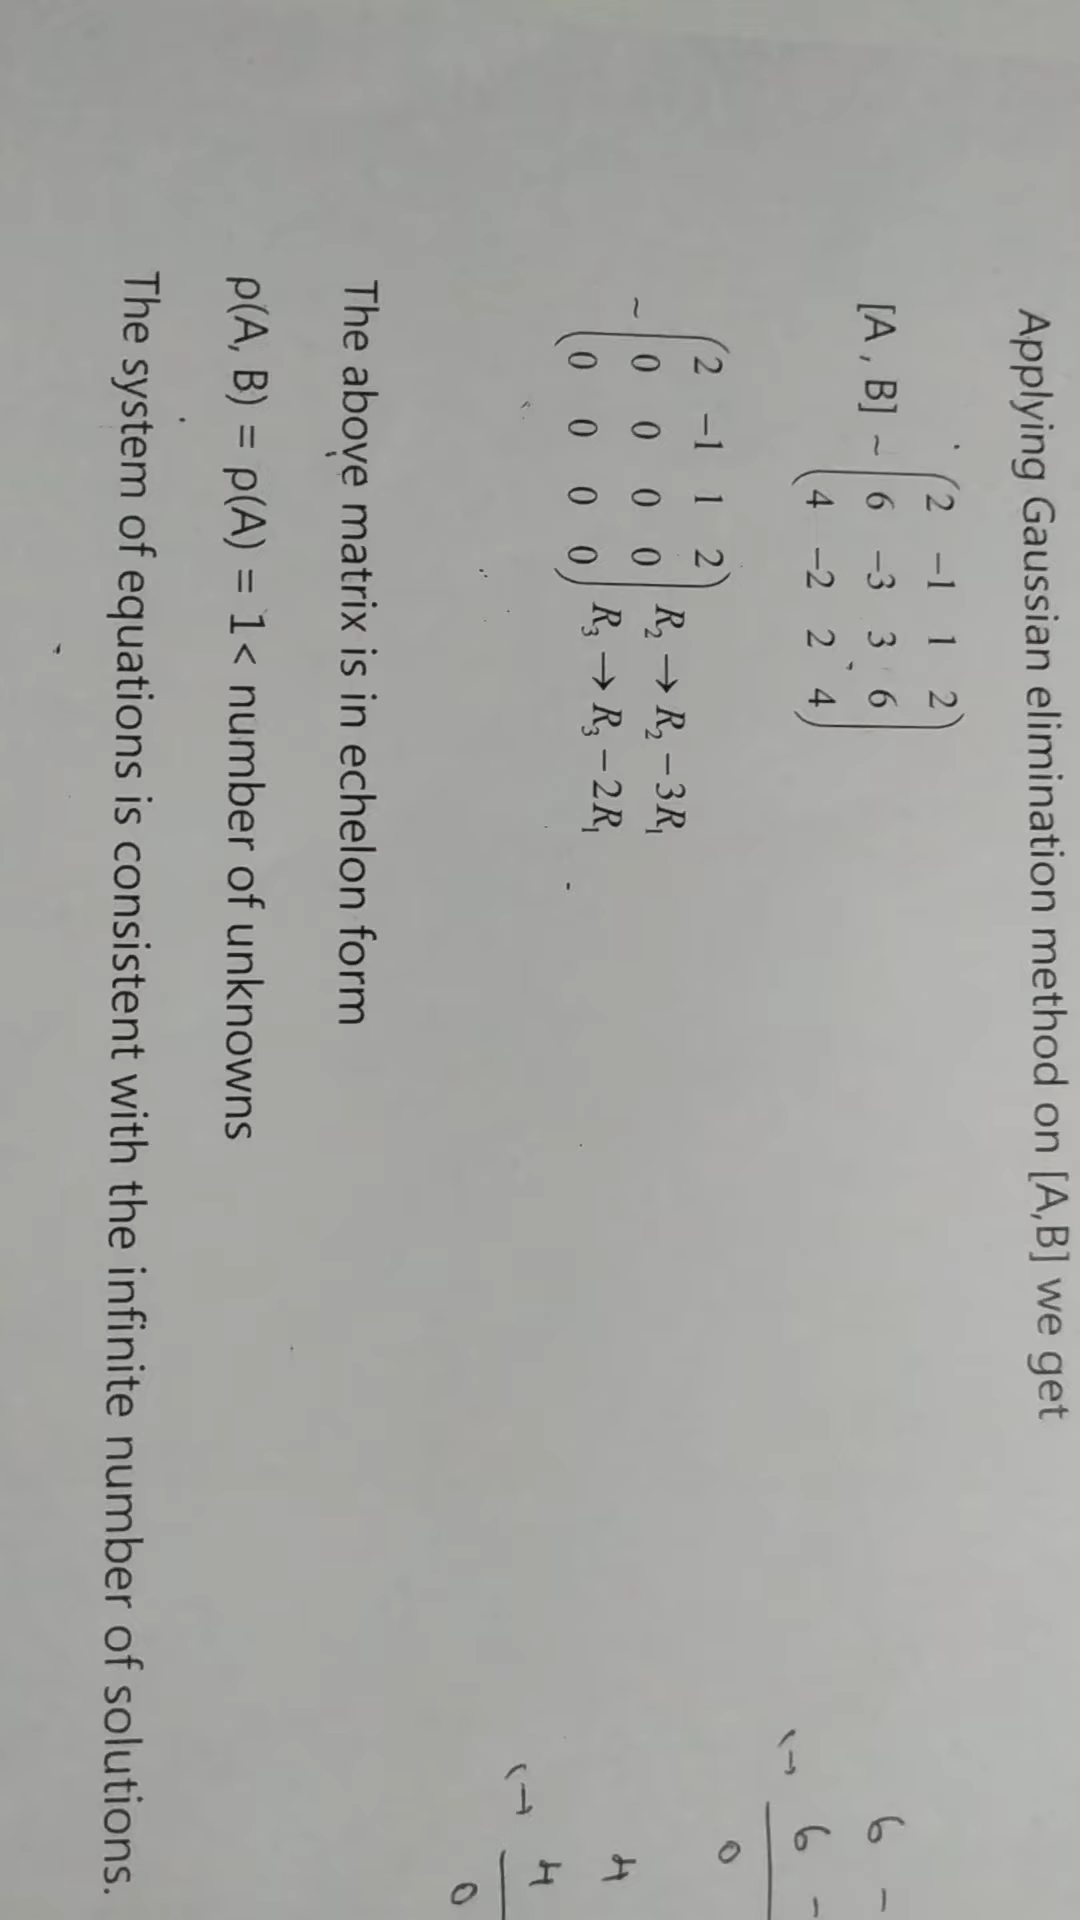 Applying Gaussian elimination method on [A,B] we get
2 -1 1 2
[A , B] ~ 6 -3 3 6
4 -2 2 4
2 -1 1 2
~ 0 0 0 0 R₂ → R₂ - 3R₁
0 0 0 0 R₃ → R₃ - 2R₁
The above matrix is in echelon form
ρ(A, B) = ρ(A) = 1 < number of unknowns
The system of equations is consistent with the infinite number of solutions.
6 -
(-) 6 -
0
4
(-) 4
0